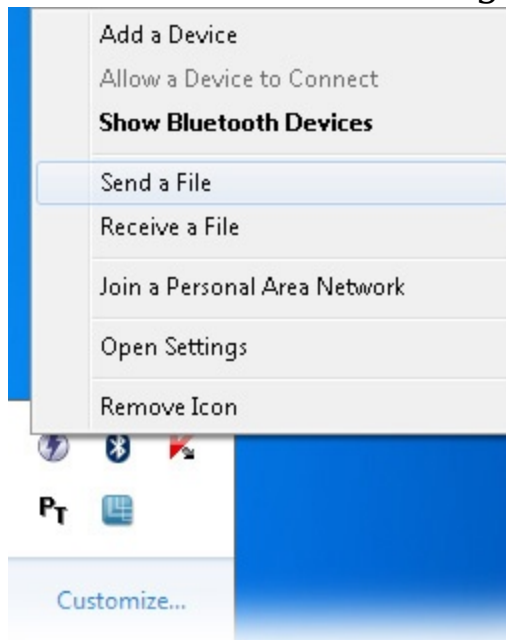 Add a Device
Allow a Device to Connect
Show Bluetooth Devices
Send a File
Receive a File
Join a Personal Area Network
Open Settings
Remove Icon
PT
Customize...